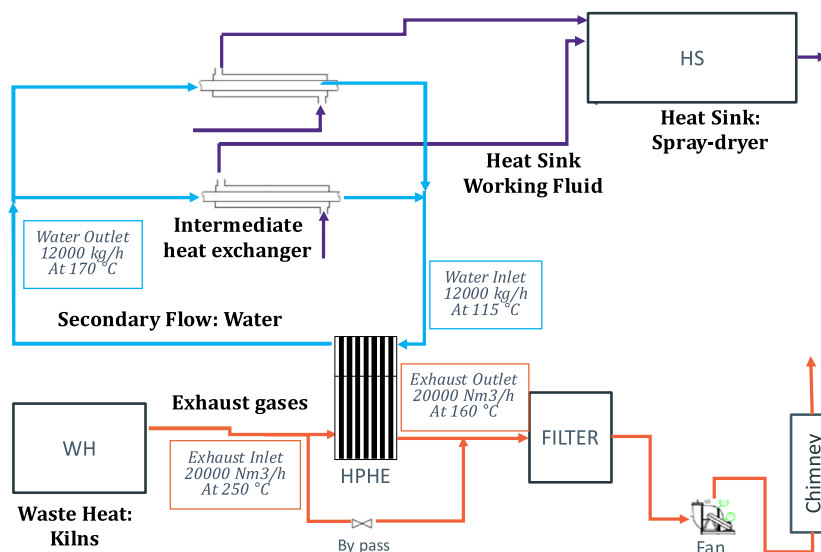 HS
Heat Sink:
Spray-dryer
Heat Sink
Working Fluid
Intermediate
heat exchanger
Water Outlet
12000 kg/h
At 170 °C
Water Inlet
12000 kg/h
At 115 °C
Secondary Flow: Water
Exhaust gases
Exhaust Outlet
20000 Nm3/h
At 160 °C
WH
Exhaust Inlet
20000 Nm3/h
At 250 °C
HPHE
FILTER
Chimney
Waste Heat:
Kilns
By pass
Fan